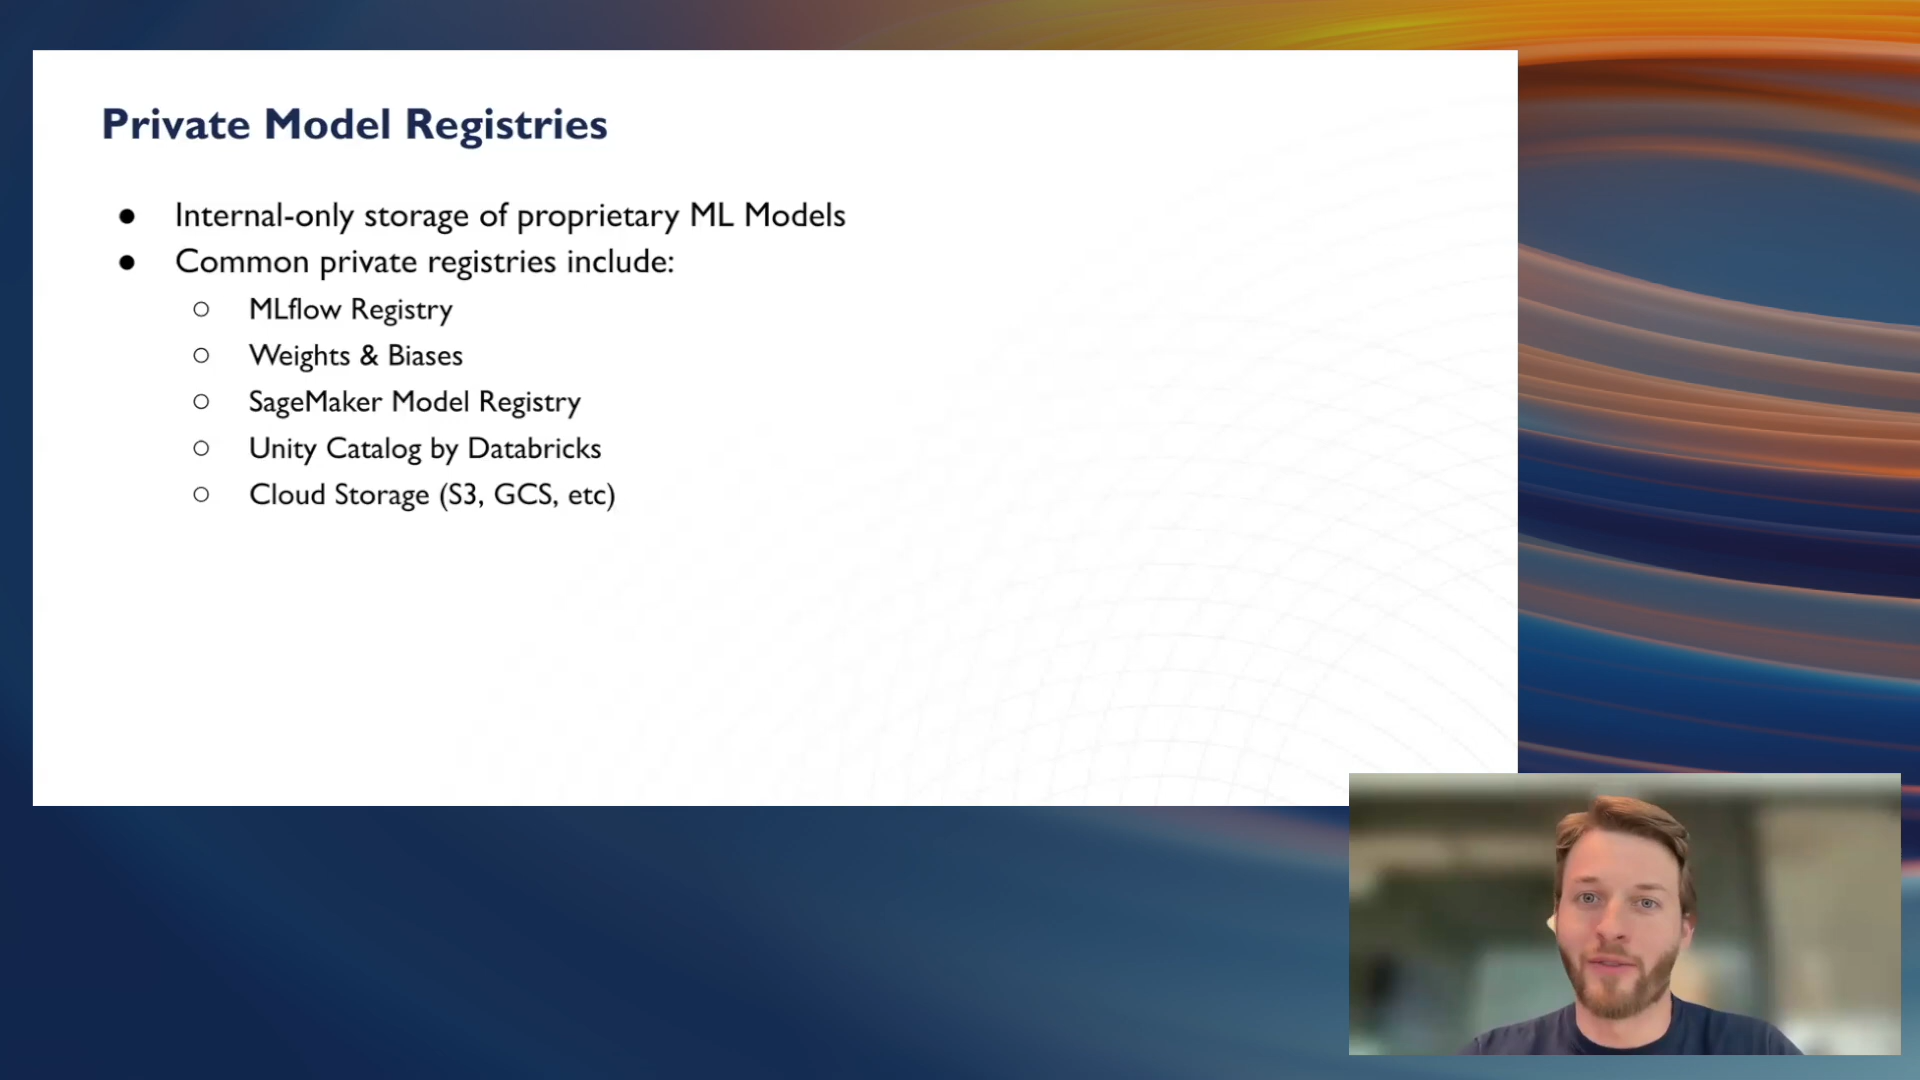 Private Model Registries
● Internal-only storage of proprietary ML Models
● Common private registries include:
○ MLflow Registry
○ Weights & Biases
○ SageMaker Model Registry
○ Unity Catalog by Databricks
○ Cloud Storage (S3, GCS, etc)